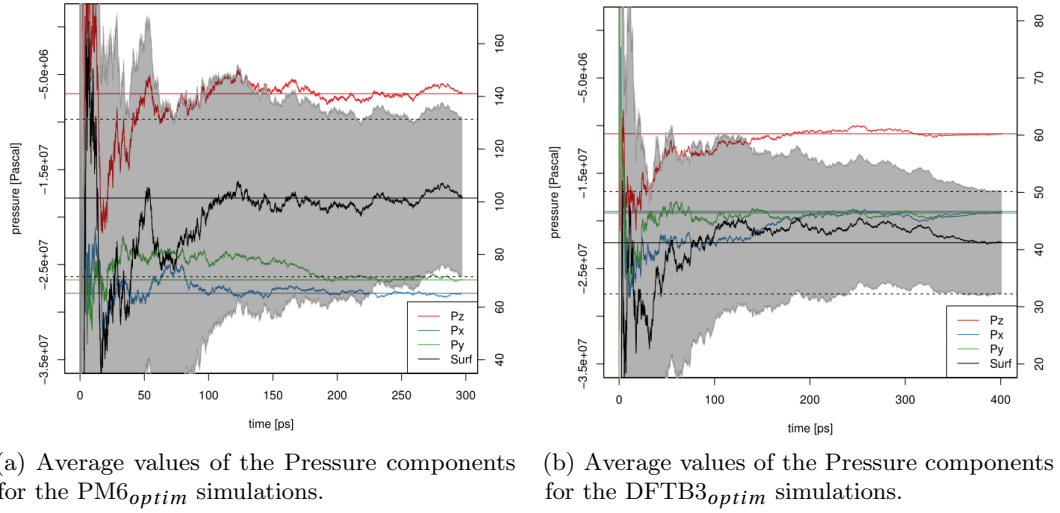 −5.0e+06
−1.5e+07
−2.5e+07
−3.5e+07
pressure [Pascal]
160
140
120
100
80
60
40
Pz
Px
Py
Surf
0 50 100 150 200 250 300
time [ps]
−5.0e+06
−1.5e+07
−2.5e+07
−3.5e+07
pressure [Pascal]
80
70
60
50
40
30
20
Pz
Px
Py
Surf
0 100 200 300 400
time [ps]
(a) Average values of the Pressure components
for the PM6optim simulations.
(b) Average values of the Pressure components
for the DFTB3optim simulations.